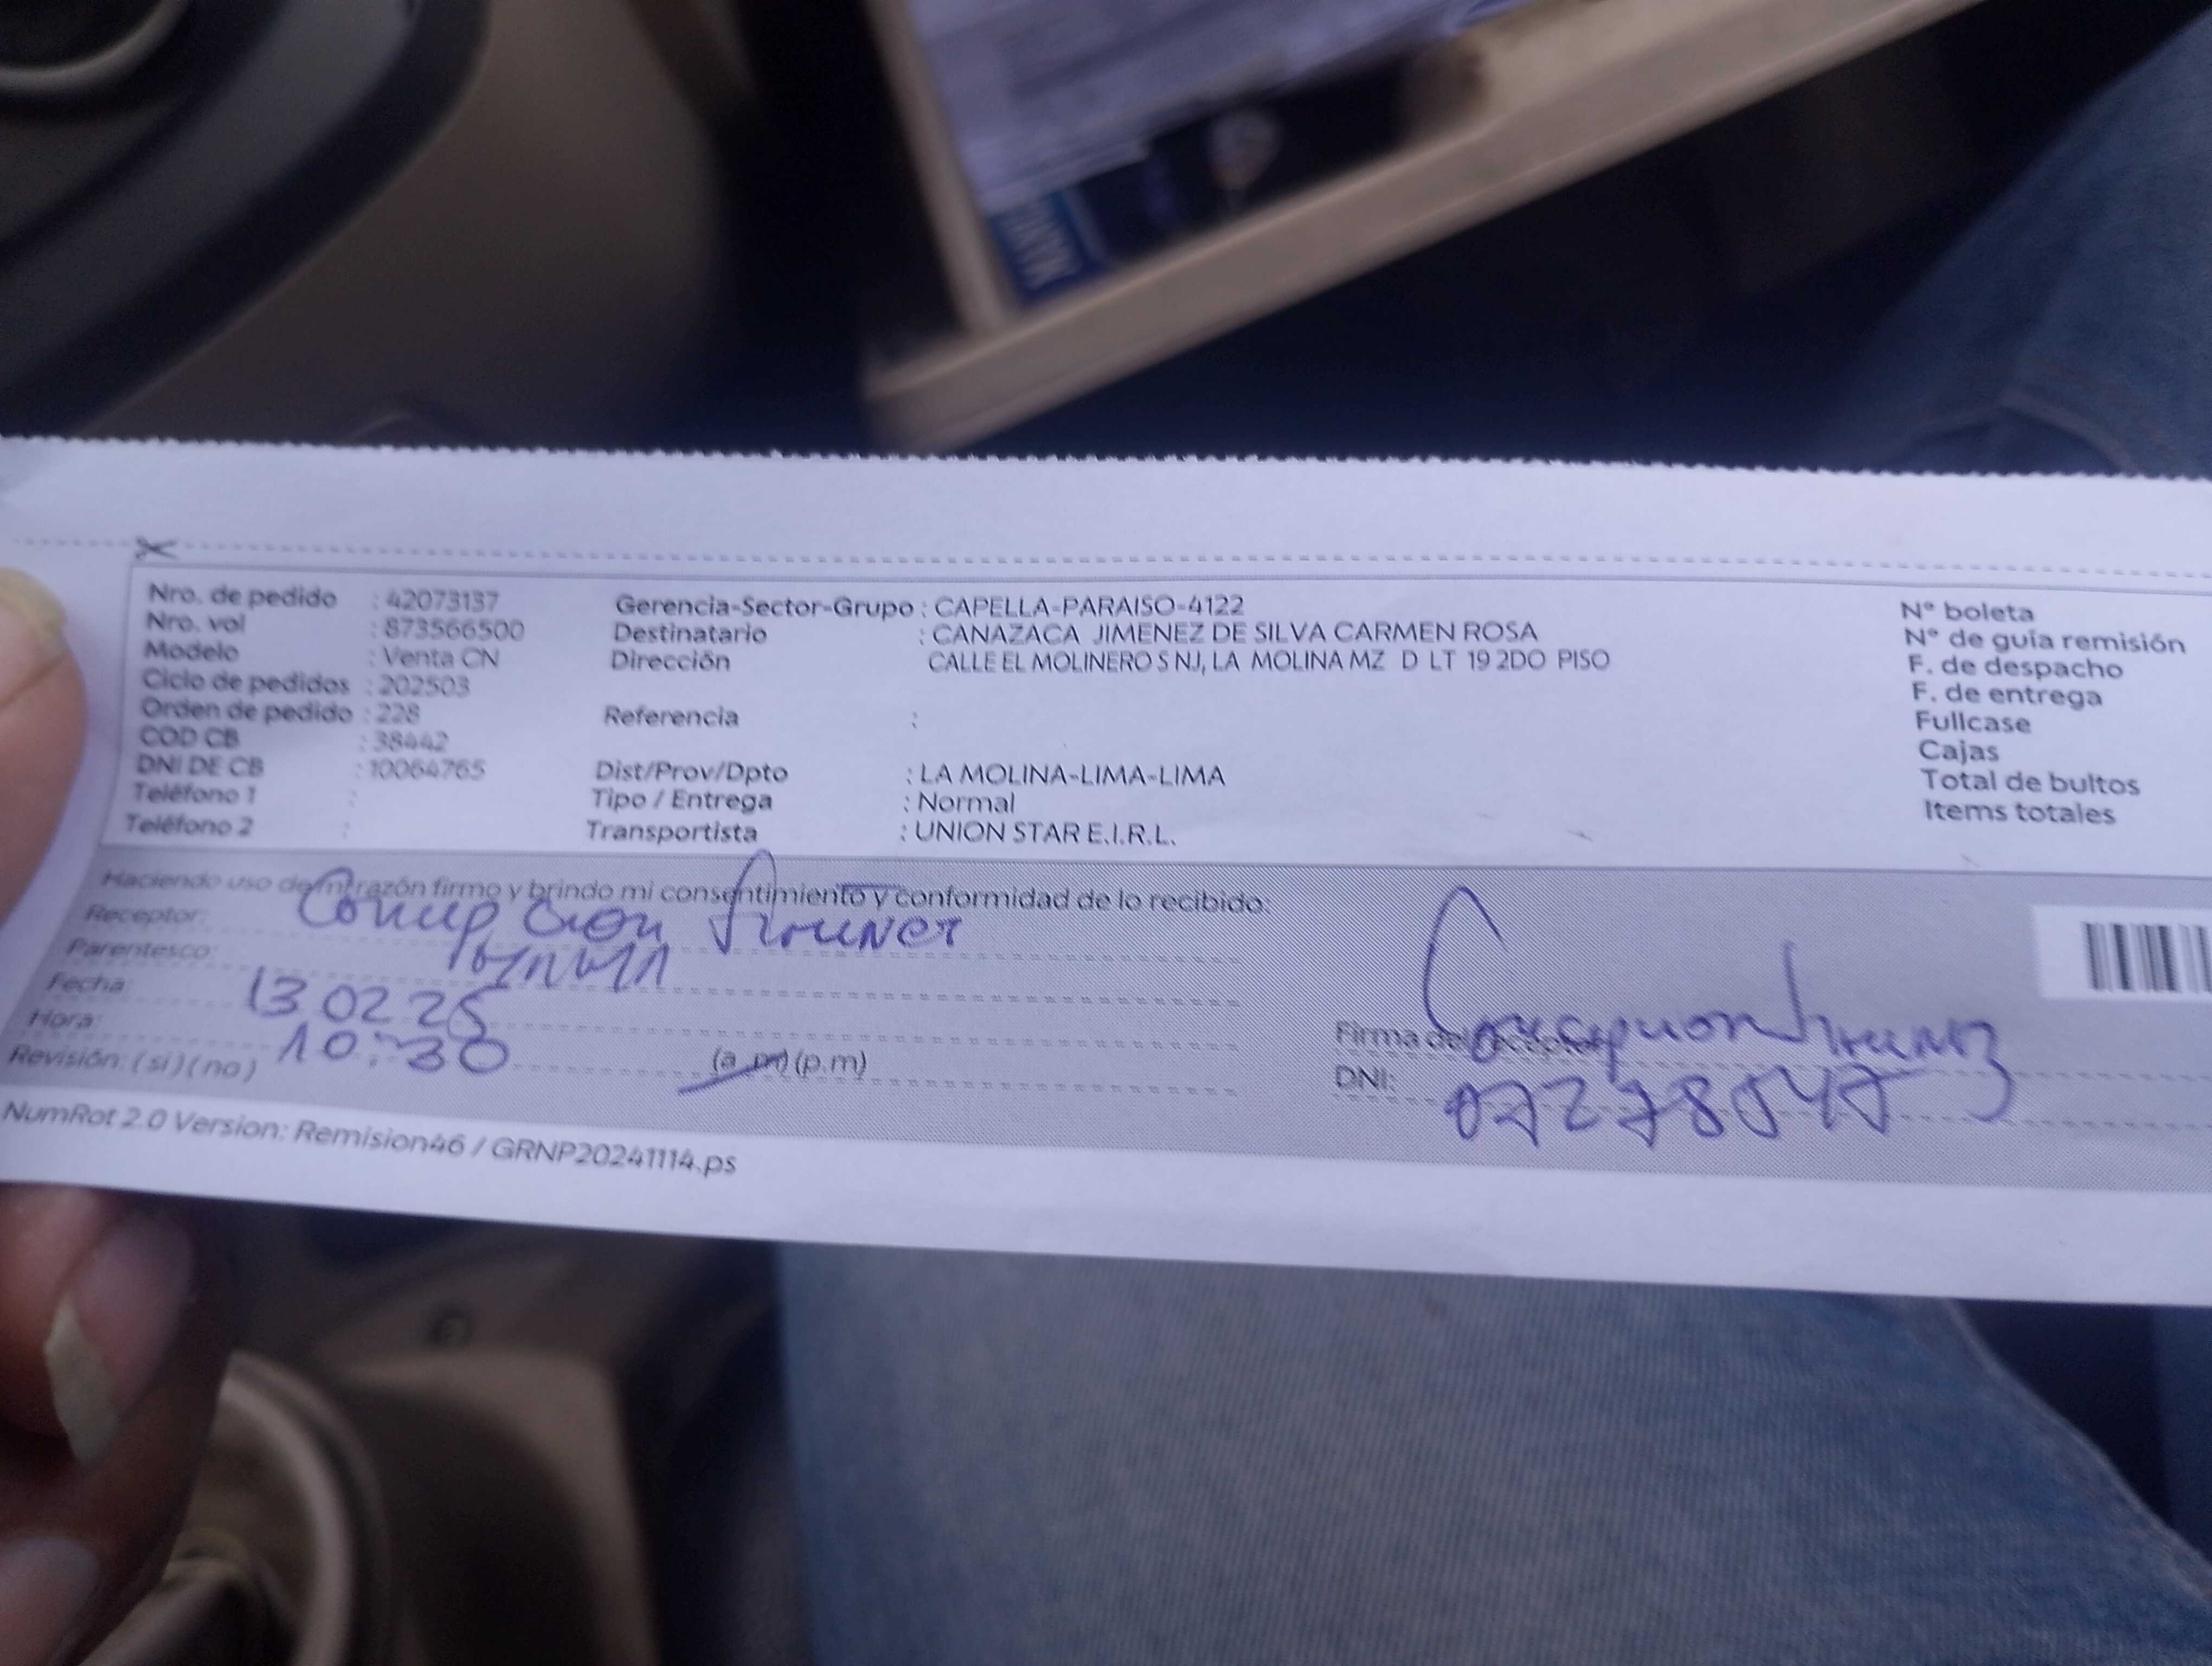 Nro. de pedido : 42073137
Nro. vol : 873566500
Modelo : Venta CN
Ciclo de pedidos : 202503
Orden de pedido : 228
COD CB : 38442
DNI DE CB : 10064765
Teléfono 1 :
Teléfono 2 :
Gerencia-Sector-Grupo : CAPELLA-PARAISO-4122
Destinatario : CANAZACA JIMENEZ DE SILVA CARMEN ROSA
Dirección CALLE EL MOLINERO S NJ, LA MOLINA MZ D LT 19 2DO PISO
Referencia :
Dist/Prov/Dpto : LA MOLINA-LIMA-LIMA
Tipo / Entrega : Normal
Transportista : UNION STAR E.I.R.L.
N° boleta
N° de guía remisión
F. de despacho
F. de entrega
Fullcase
Cajas
Total de bultos
Items totales
Haciendo uso de mi razón firmo y brindo mi consentimiento y conformidad de lo recibido:
Receptor:
Parentesco:
Fecha: 13 02 25
Hora: 10:30 (a.m) (p.m)
Revisión: (si) (no)
Firma del receptor
DNI: 07278547
NumRot 2.0 Version: Remision46 / GRNP20241114.ps